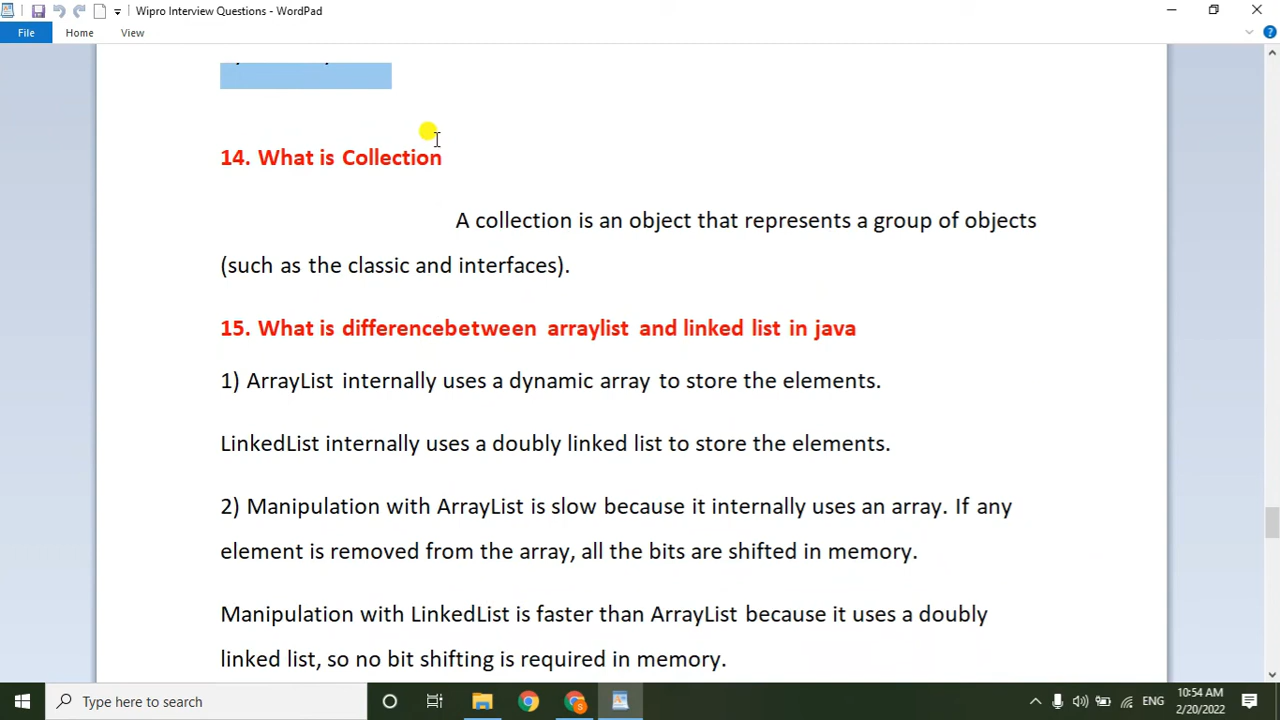 Wipro Interview Questions - WordPad
File Home View
14. What is Collection
A collection is an object that represents a group of objects
(such as the classic and interfaces).
15. What is differencebetween arraylist and linked list in java
1) ArrayList internally uses a dynamic array to store the elements.
LinkedList internally uses a doubly linked list to store the elements.
2) Manipulation with ArrayList is slow because it internally uses an array. If any
element is removed from the array, all the bits are shifted in memory.
Manipulation with LinkedList is faster than ArrayList because it uses a doubly
linked list, so no bit shifting is required in memory.
Type here to search
ENG
10:54 AM
2/20/2022